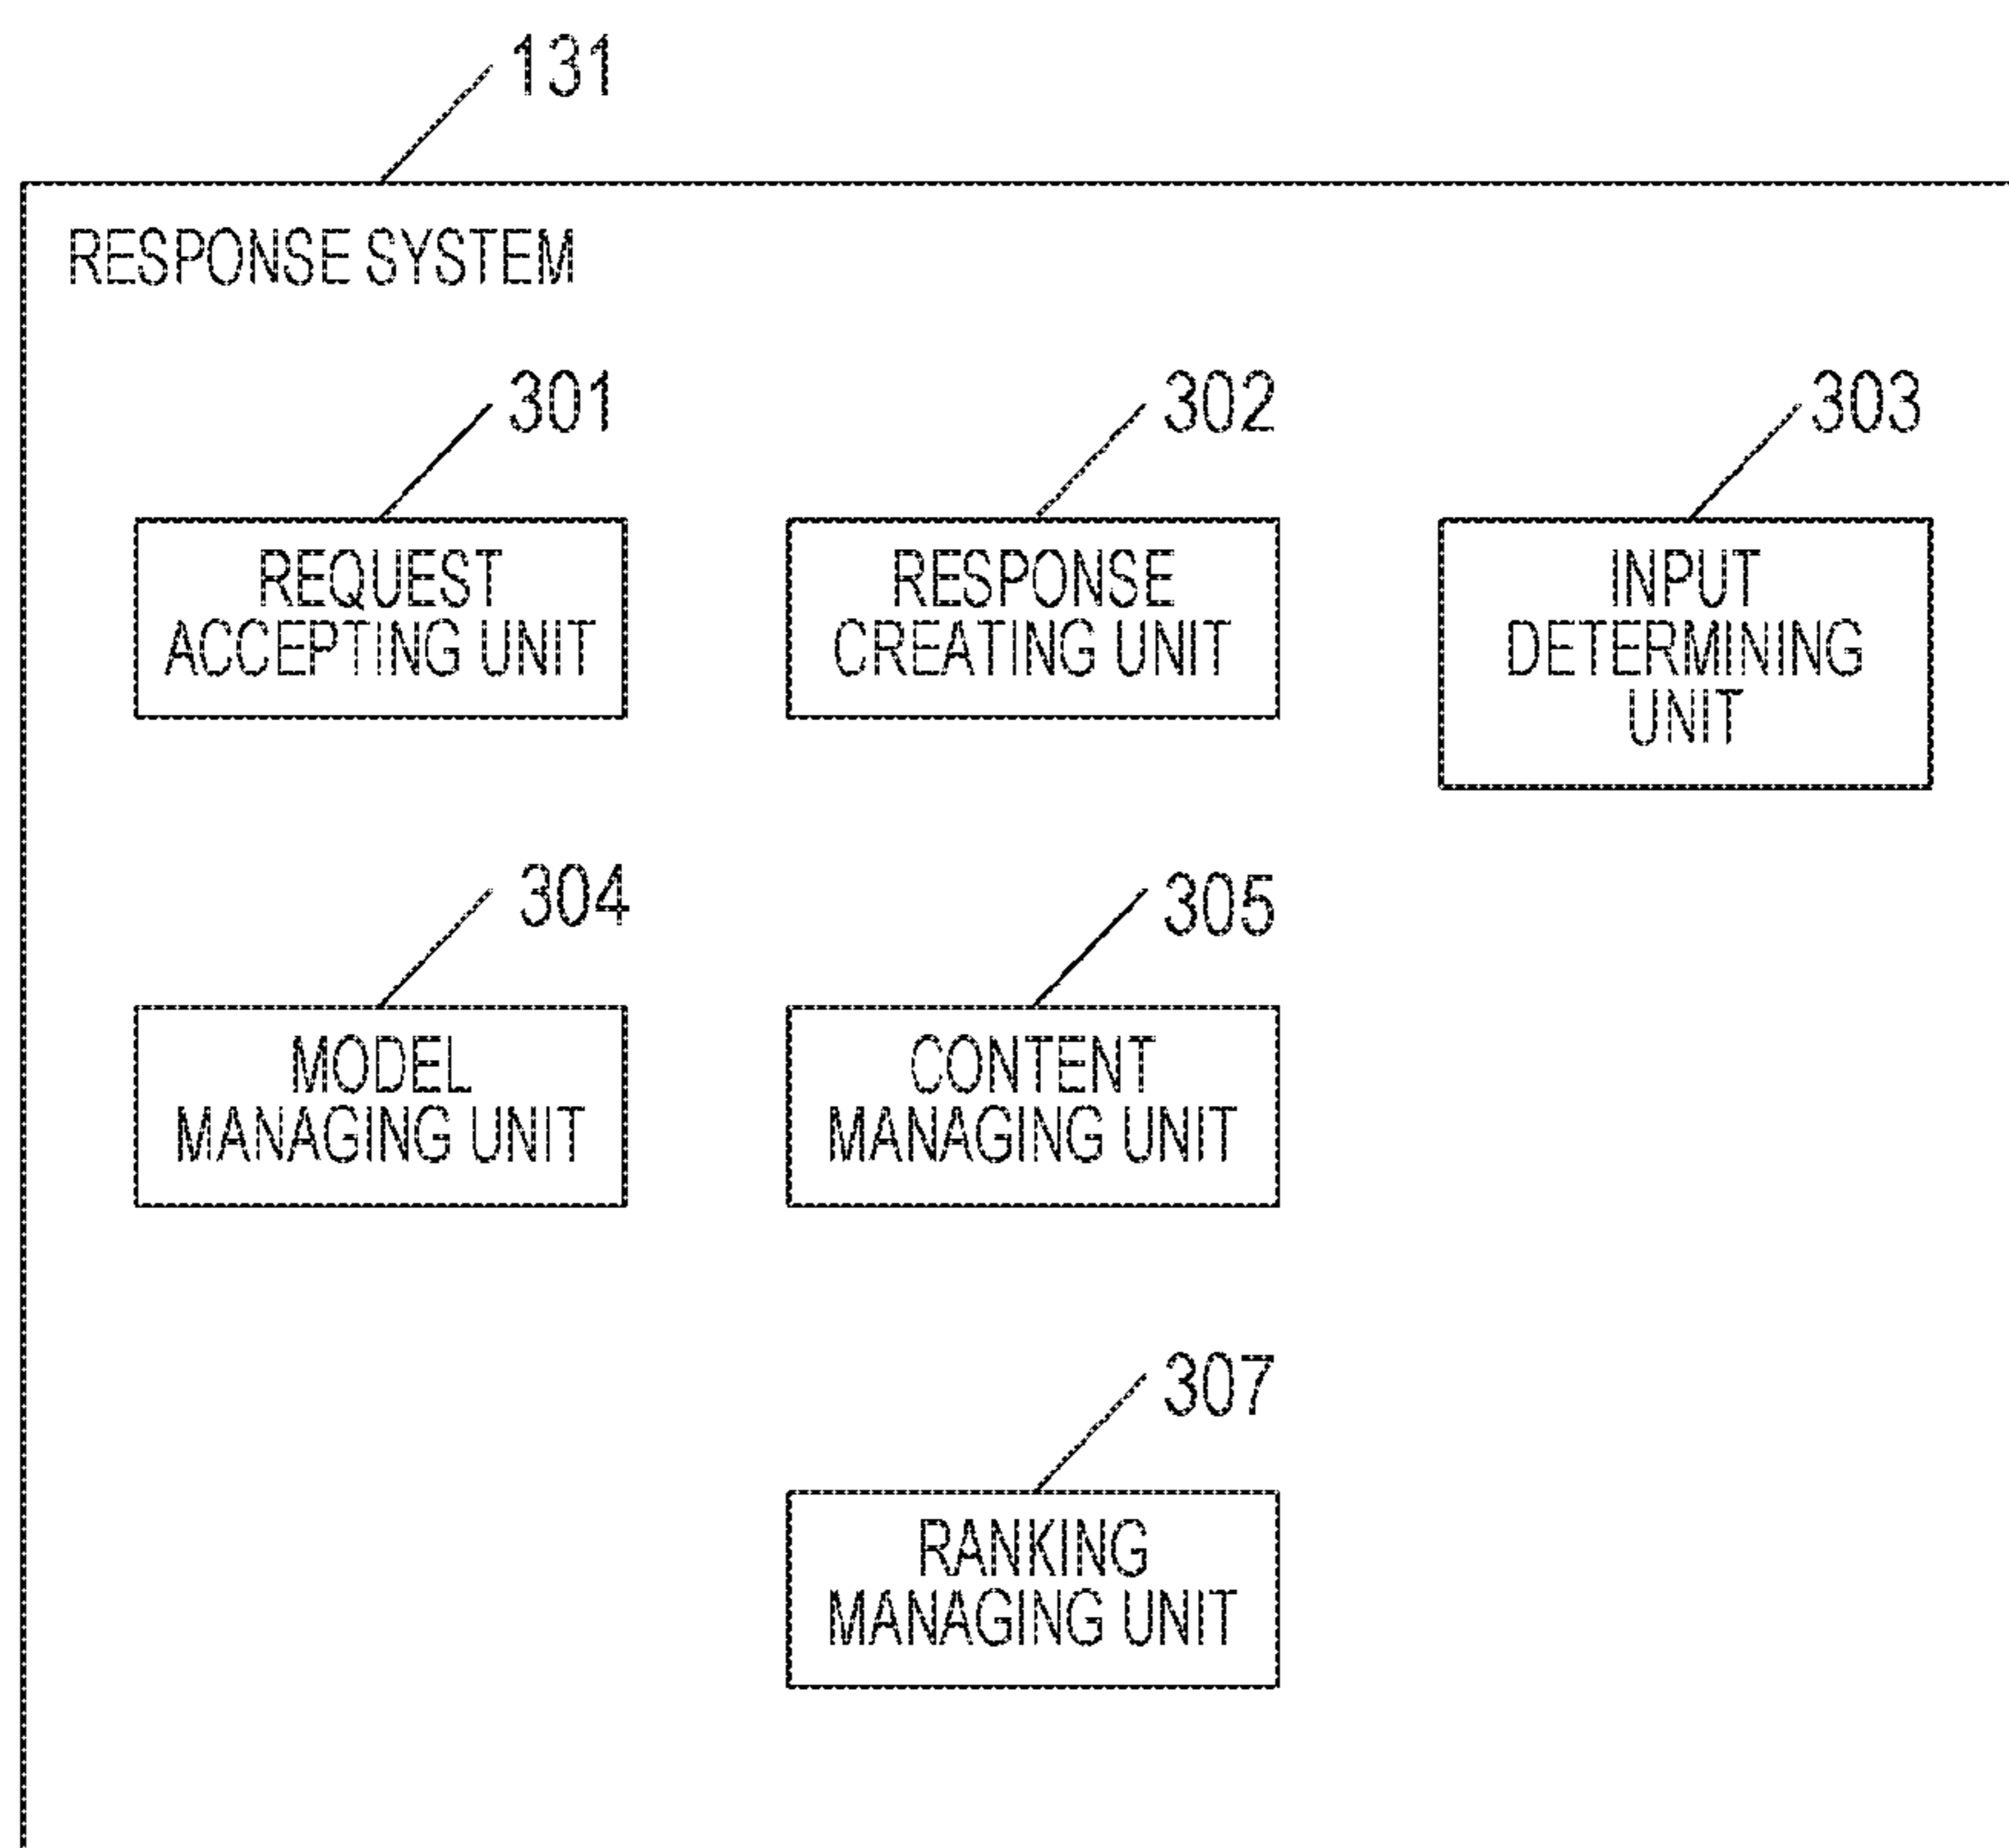 131
RESPONSE SYSTEM
301
REQUEST
ACCEPTING UNIT
302
RESPONSE
CREATING UNIT
303
INPUT
DETERMINING
UNIT
304
MODEL
MANAGING UNIT
305
CONTENT
MANAGING UNIT
307
RANKING
MANAGING UNIT